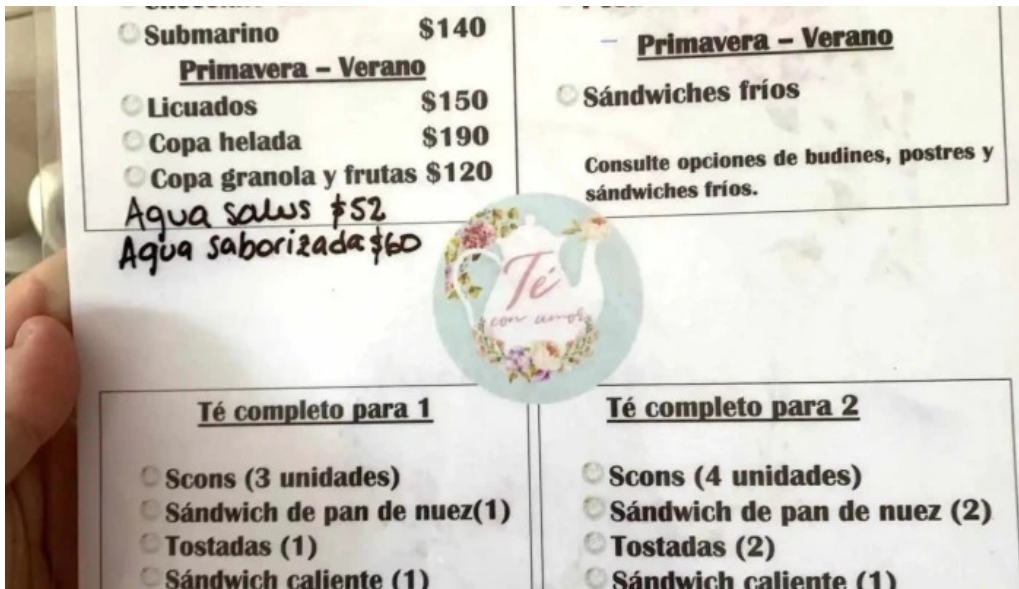 Submarino $140
Primavera – Verano
Licuados $150
Copa helada $190
Copa granola y frutas $120
Agua salus $52
Agua saborizada $60
Primavera – Verano
Sándwiches fríos
Consulte opciones de budines, postres y
sándwiches fríos.
Té
con amor
Té completo para 1
Scons (3 unidades)
Sándwich de pan de nuez(1)
Tostadas (1)
Sándwich caliente (1)
Té completo para 2
Scons (4 unidades)
Sándwich de pan de nuez (2)
Tostadas (2)
Sándwich caliente (1)